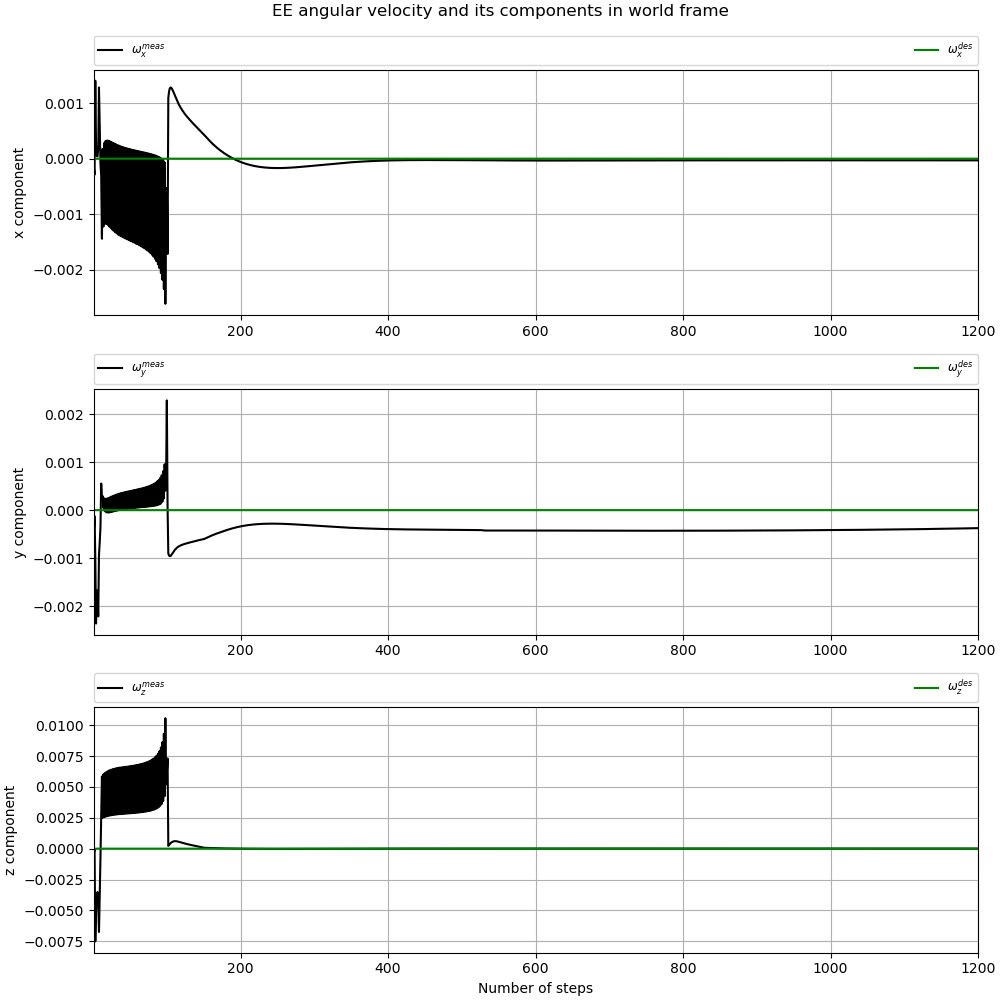 EE angular velocity and its components in world frame
ω_x^meas ω_x^des
0.001
0.000
−0.001
−0.002
x component
200 400 600 800 1000 1200
ω_y^meas ω_y^des
0.002
0.001
0.000
−0.001
−0.002
y component
200 400 600 800 1000 1200
ω_z^meas ω_z^des
0.0100
0.0075
0.0050
0.0025
0.0000
−0.0025
−0.0050
−0.0075
z component
200 400 600 800 1000 1200
Number of steps